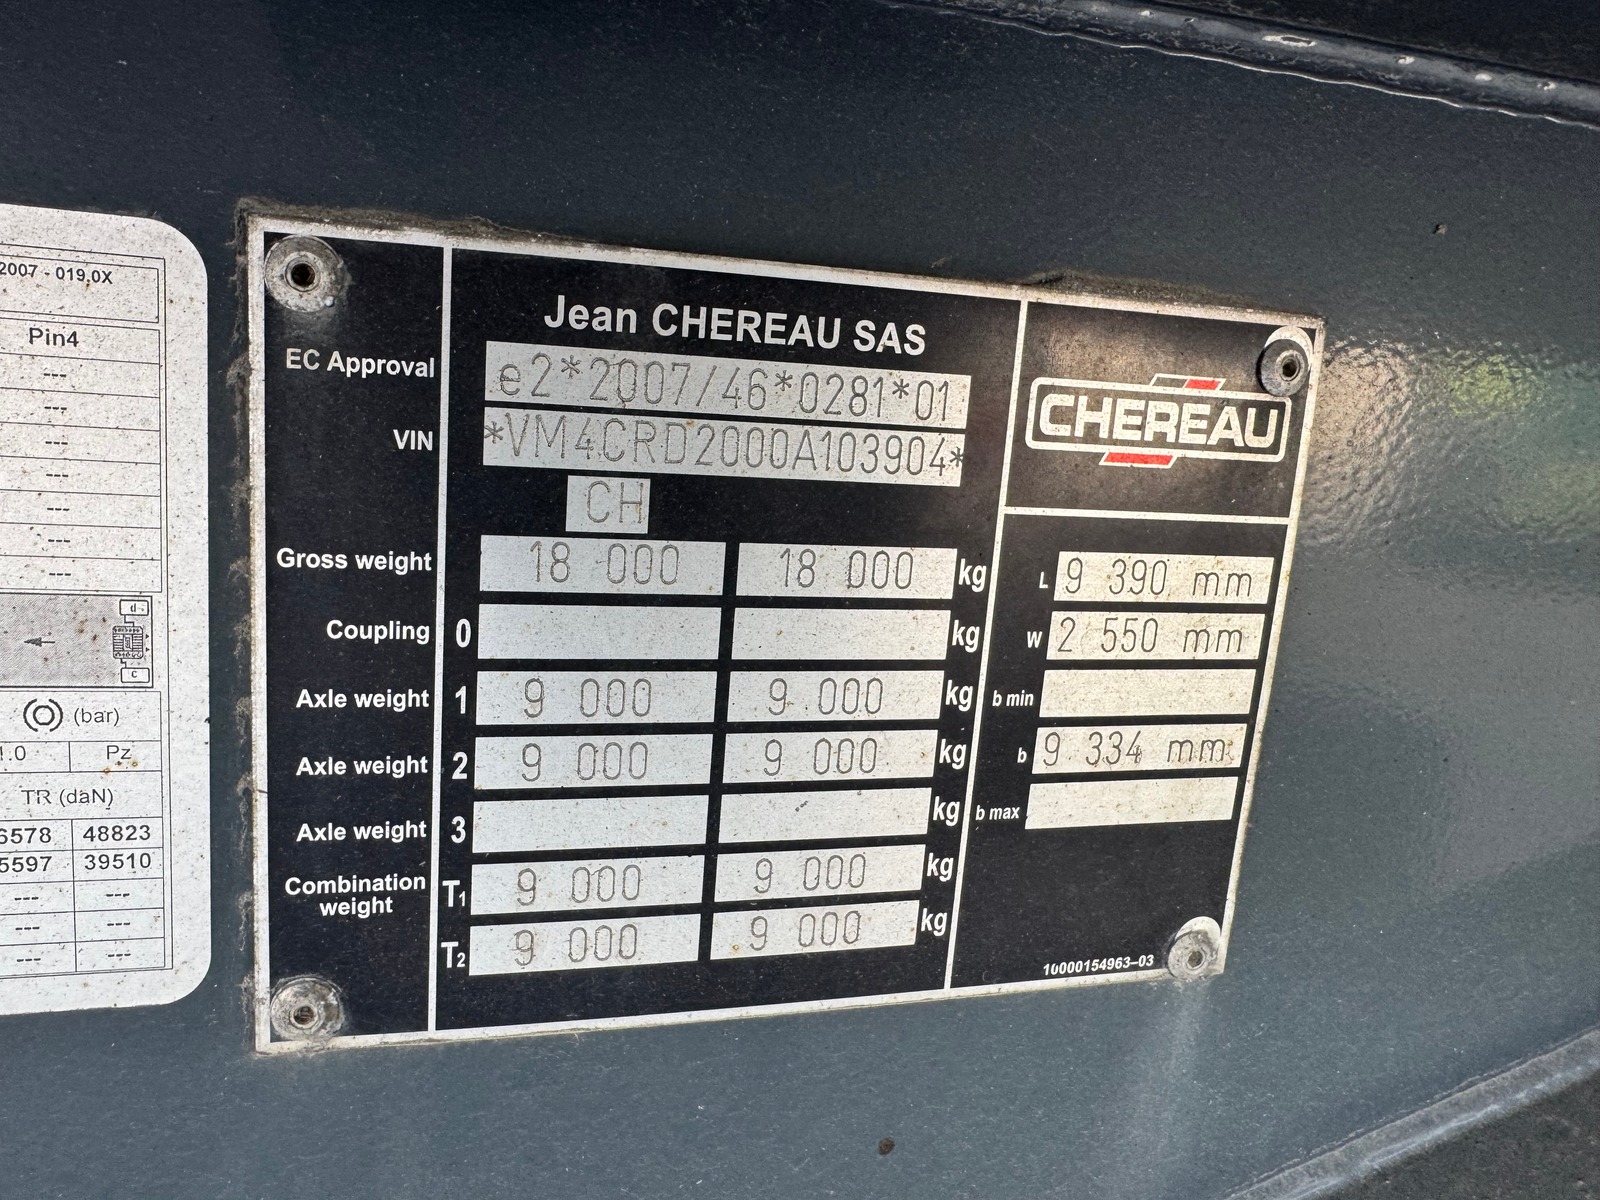 2007 - 019.0X
Pin4
---
---
---
---
---
---
---
d
c
(bar)
Pz
TR (daN)
6578 48823
5597 39510
--- ---
--- ---
--- ---
Jean CHEREAU SAS
EC Approval e2*2007/46*0281*01
VIN *VM4CRD2000A103904*
CH
Gross weight 18 000 18 000 kg
Coupling 0 kg
Axle weight 1 9 000 9 000 kg
Axle weight 2 9 000 9 000 kg
Axle weight 3 kg
Combination weight T1 9 000 9 000 kg
T2 9 000 9 000 kg
CHEREAU
L 9 390 mm
W 2 550 mm
b min
b 9 334 mm
b max
10000154963-03